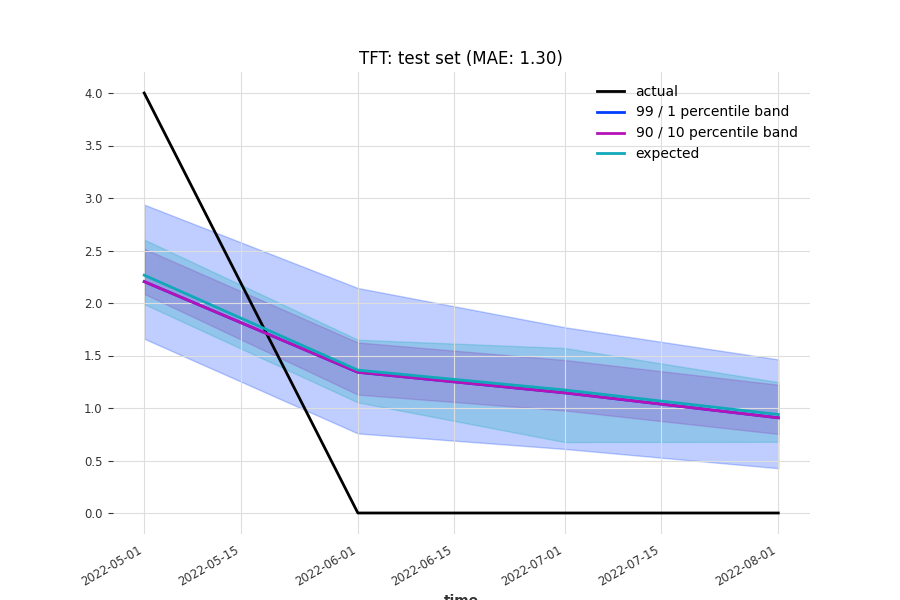 TFT: test set (MAE: 1.30)
actual
99 / 1 percentile band
90 / 10 percentile band
expected
4.0
3.5
3.0
2.5
2.0
1.5
1.0
0.5
0.0
2022-05-01
2022-05-15
2022-06-01
2022-06-15
2022-07-01
2022-07-15
2022-08-01
time